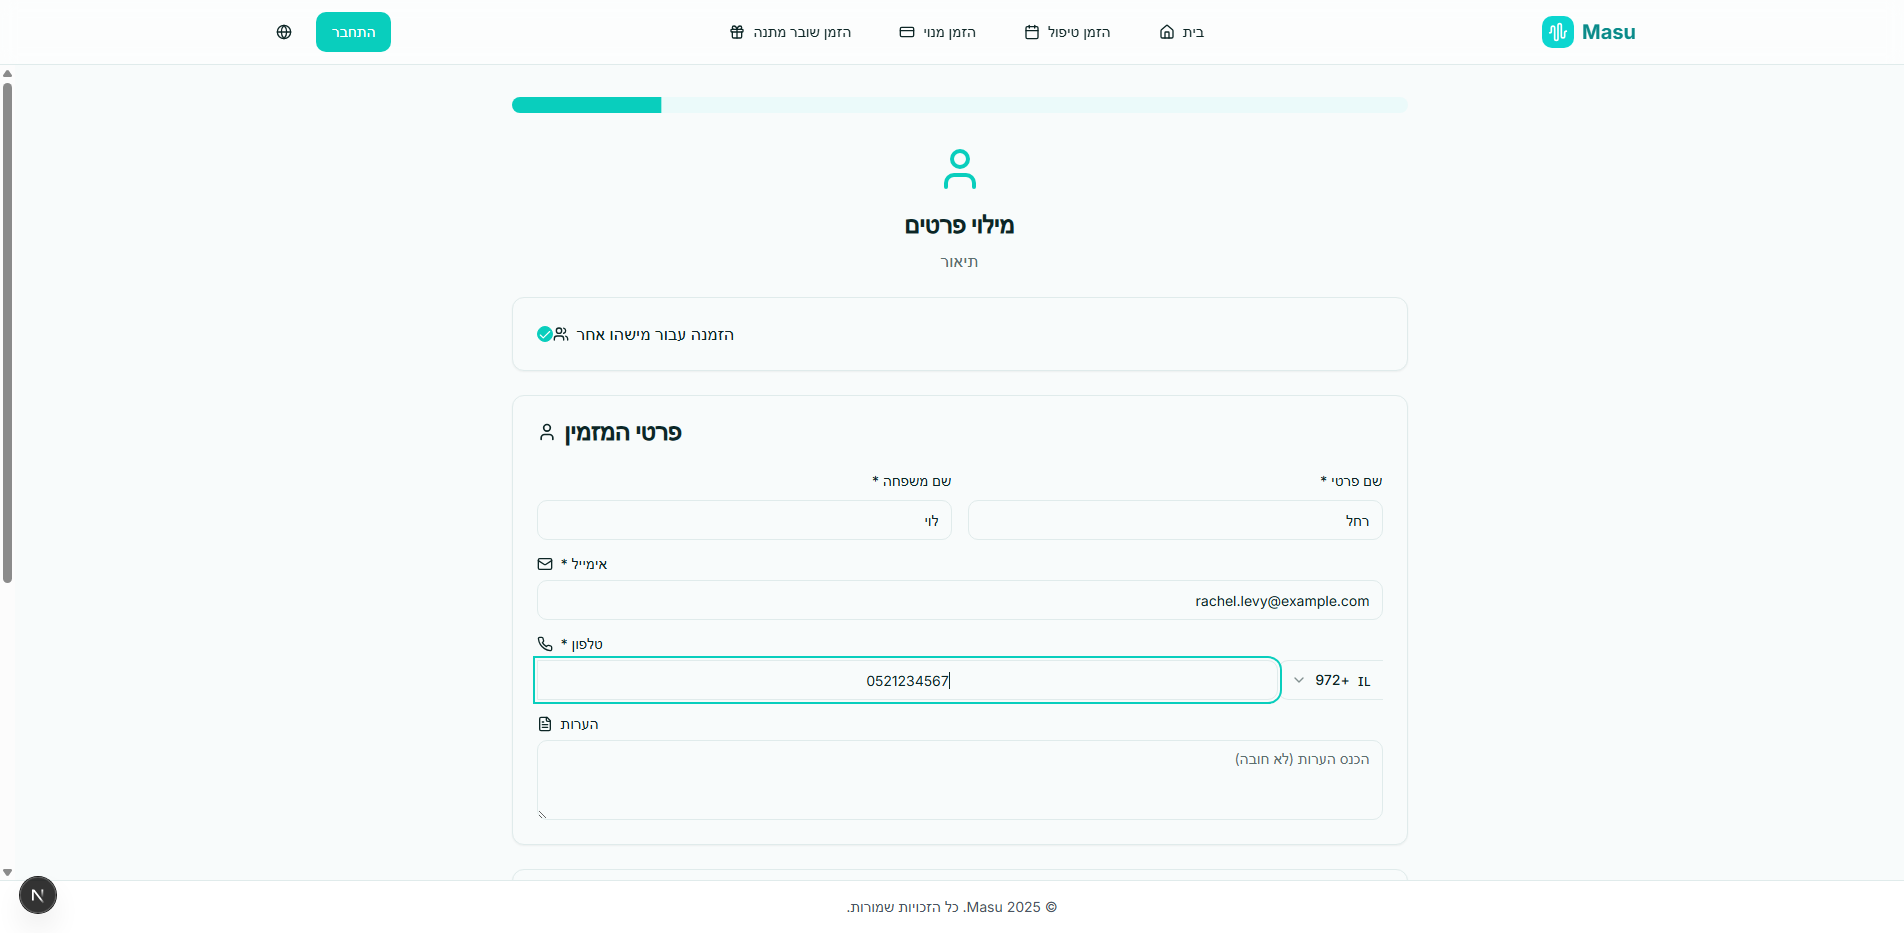 Masu
בית
הזמן טיפול
הזמן מנוי
הזמן שובר מתנה
התחבר
מילוי פרטים
תיאור
הזמנה עבור מישהו אחר
פרטי המזמין
שם פרטי *
שם משפחה *
רחל
לוי
אימייל *
rachel.levy@example.com
טלפון *
IL +972
0521234567
הערות
הכנס הערות (לא חובה)
N
© 2025 Masu. כל הזכויות שמורות.